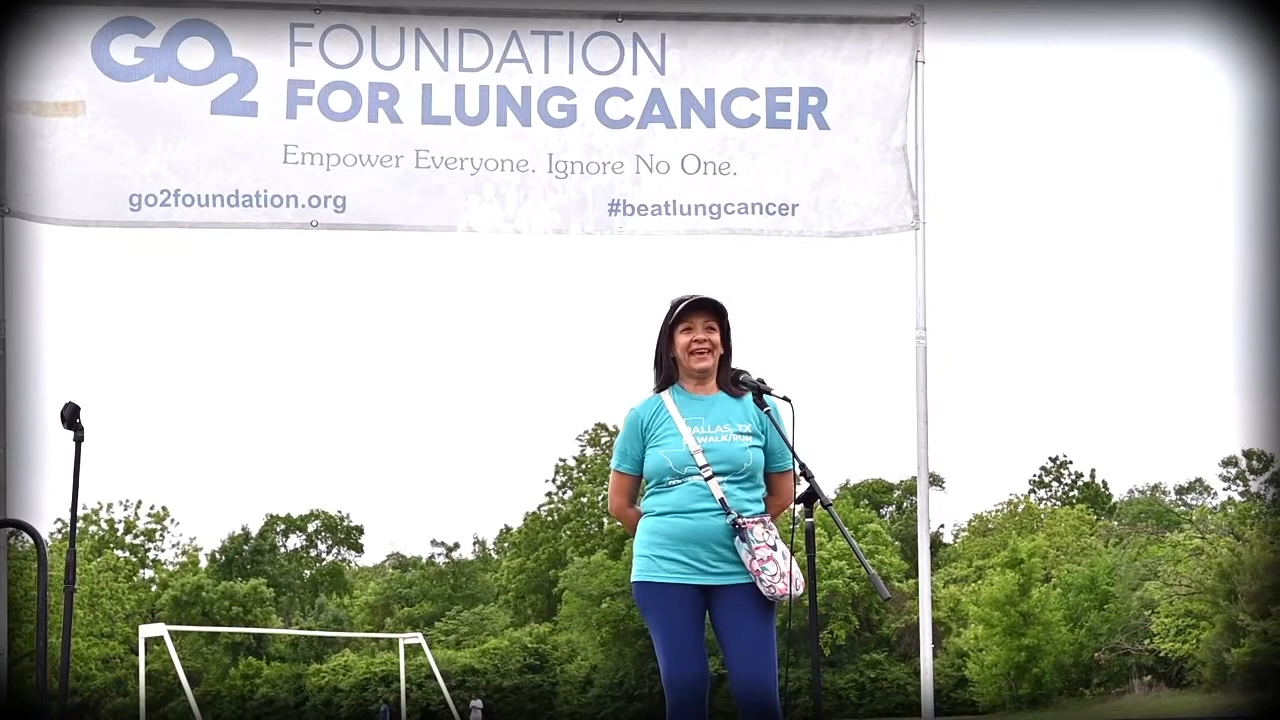 GO2 FOUNDATION
FOR LUNG CANCER
Empower Everyone. Ignore No One.
go2foundation.org #beatlungcancer
DALLAS, TX
WALK/RUN